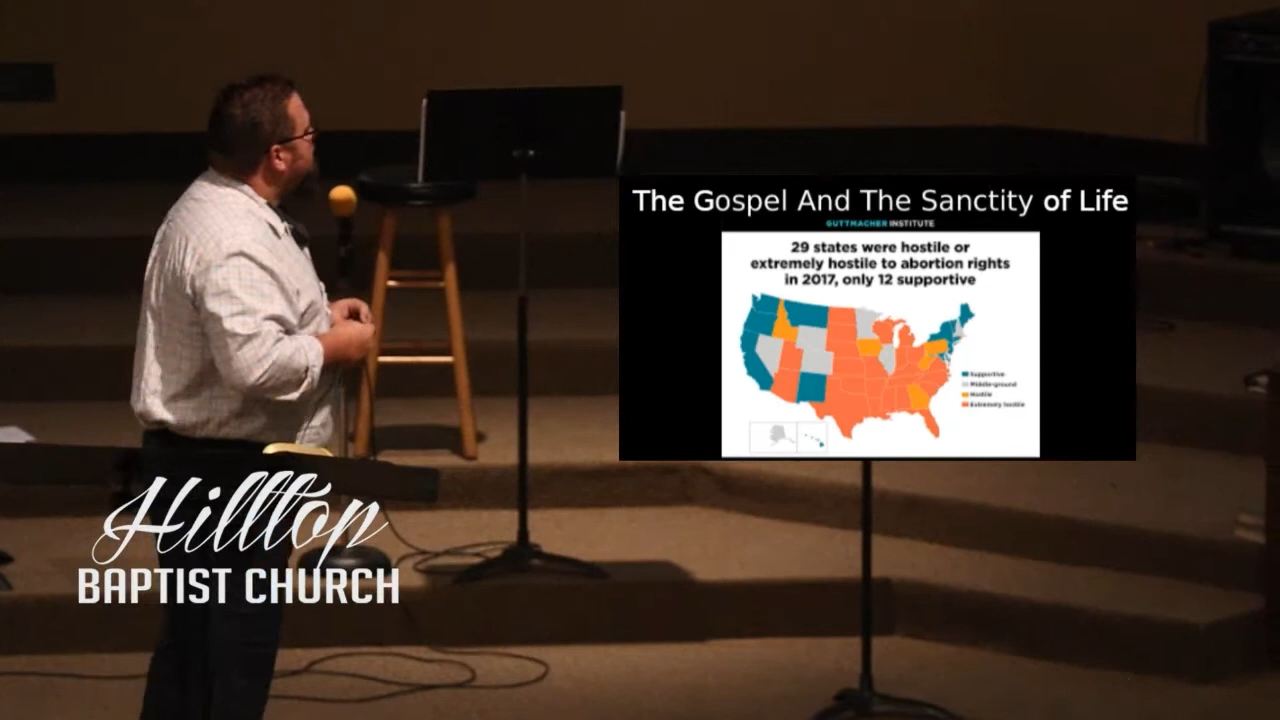 The Gospel And The Sanctity of Life
GUTTMACHER INSTITUTE
29 states were hostile or
extremely hostile to abortion rights
in 2017, only 12 supportive
Supportive
Middle-ground
Hostile
Extremely hostile
Hilltop
BAPTIST CHURCH